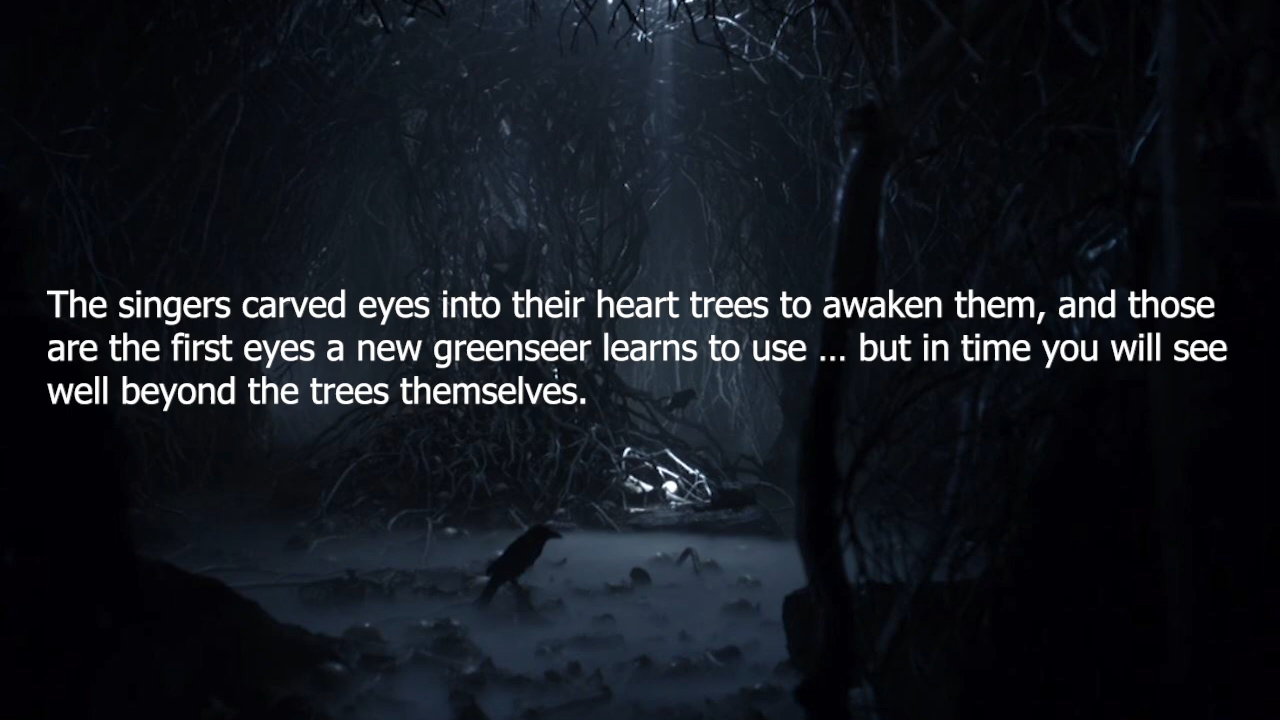 The singers carved eyes into their heart trees to awaken them, and those
are the first eyes a new greenseer learns to use ... but in time you will see
well beyond the trees themselves.